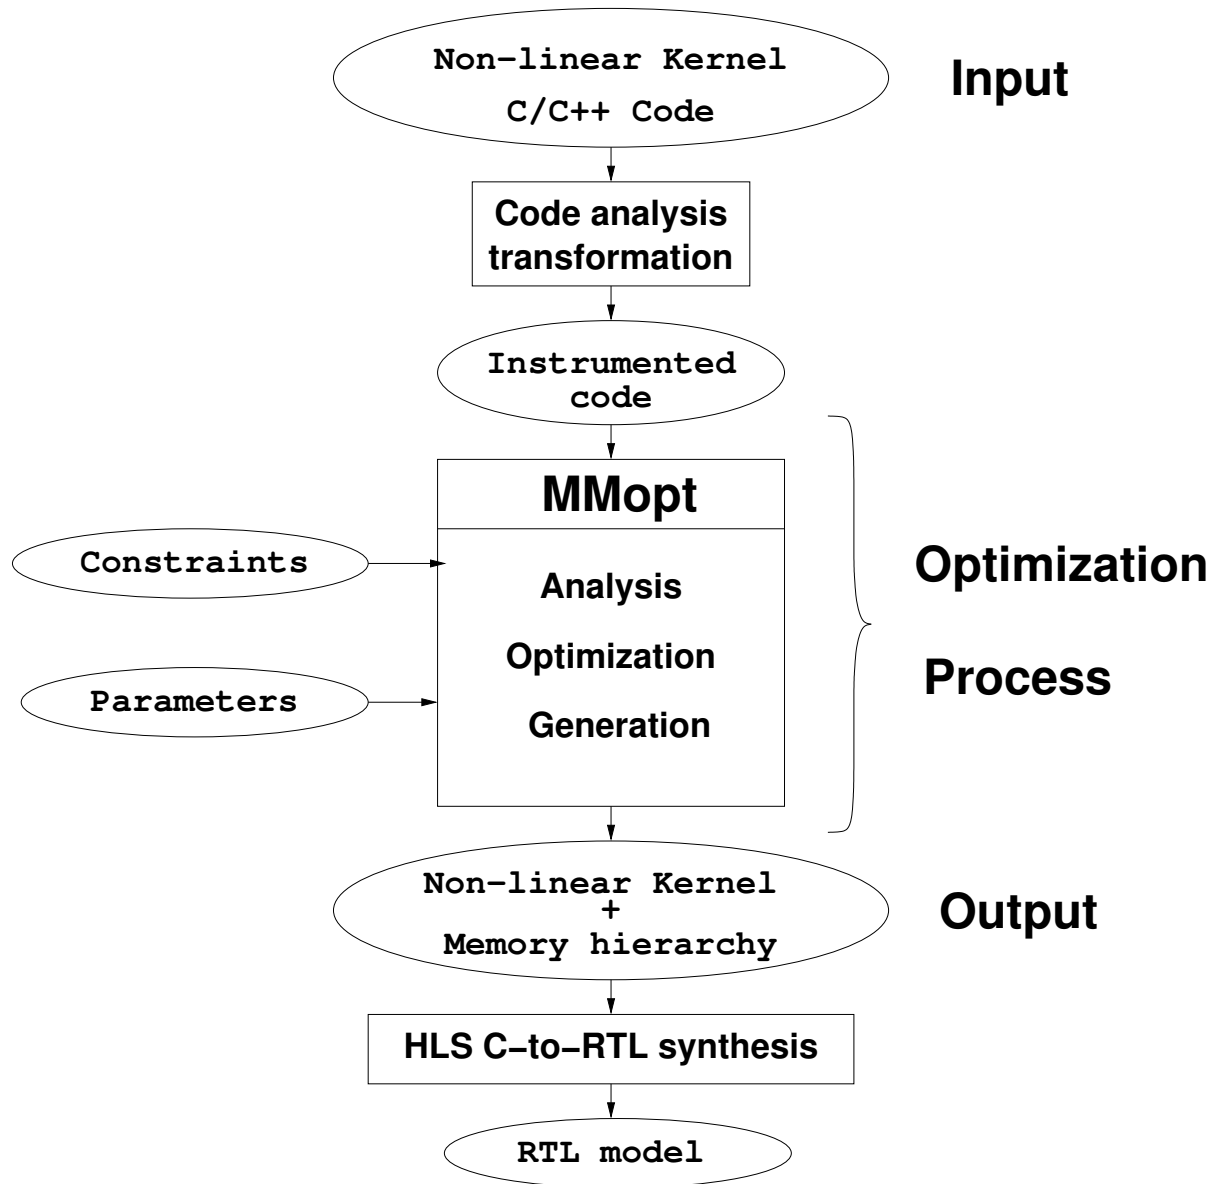 Non-linear Kernel
C/C++ Code
Input
Code analysis
transformation
Instrumented
code
MMopt
Constraints
Analysis
Optimization
Optimization
Process
Parameters
Generation
Non-linear Kernel
+
Memory hierarchy
Output
HLS C-to-RTL synthesis
RTL model